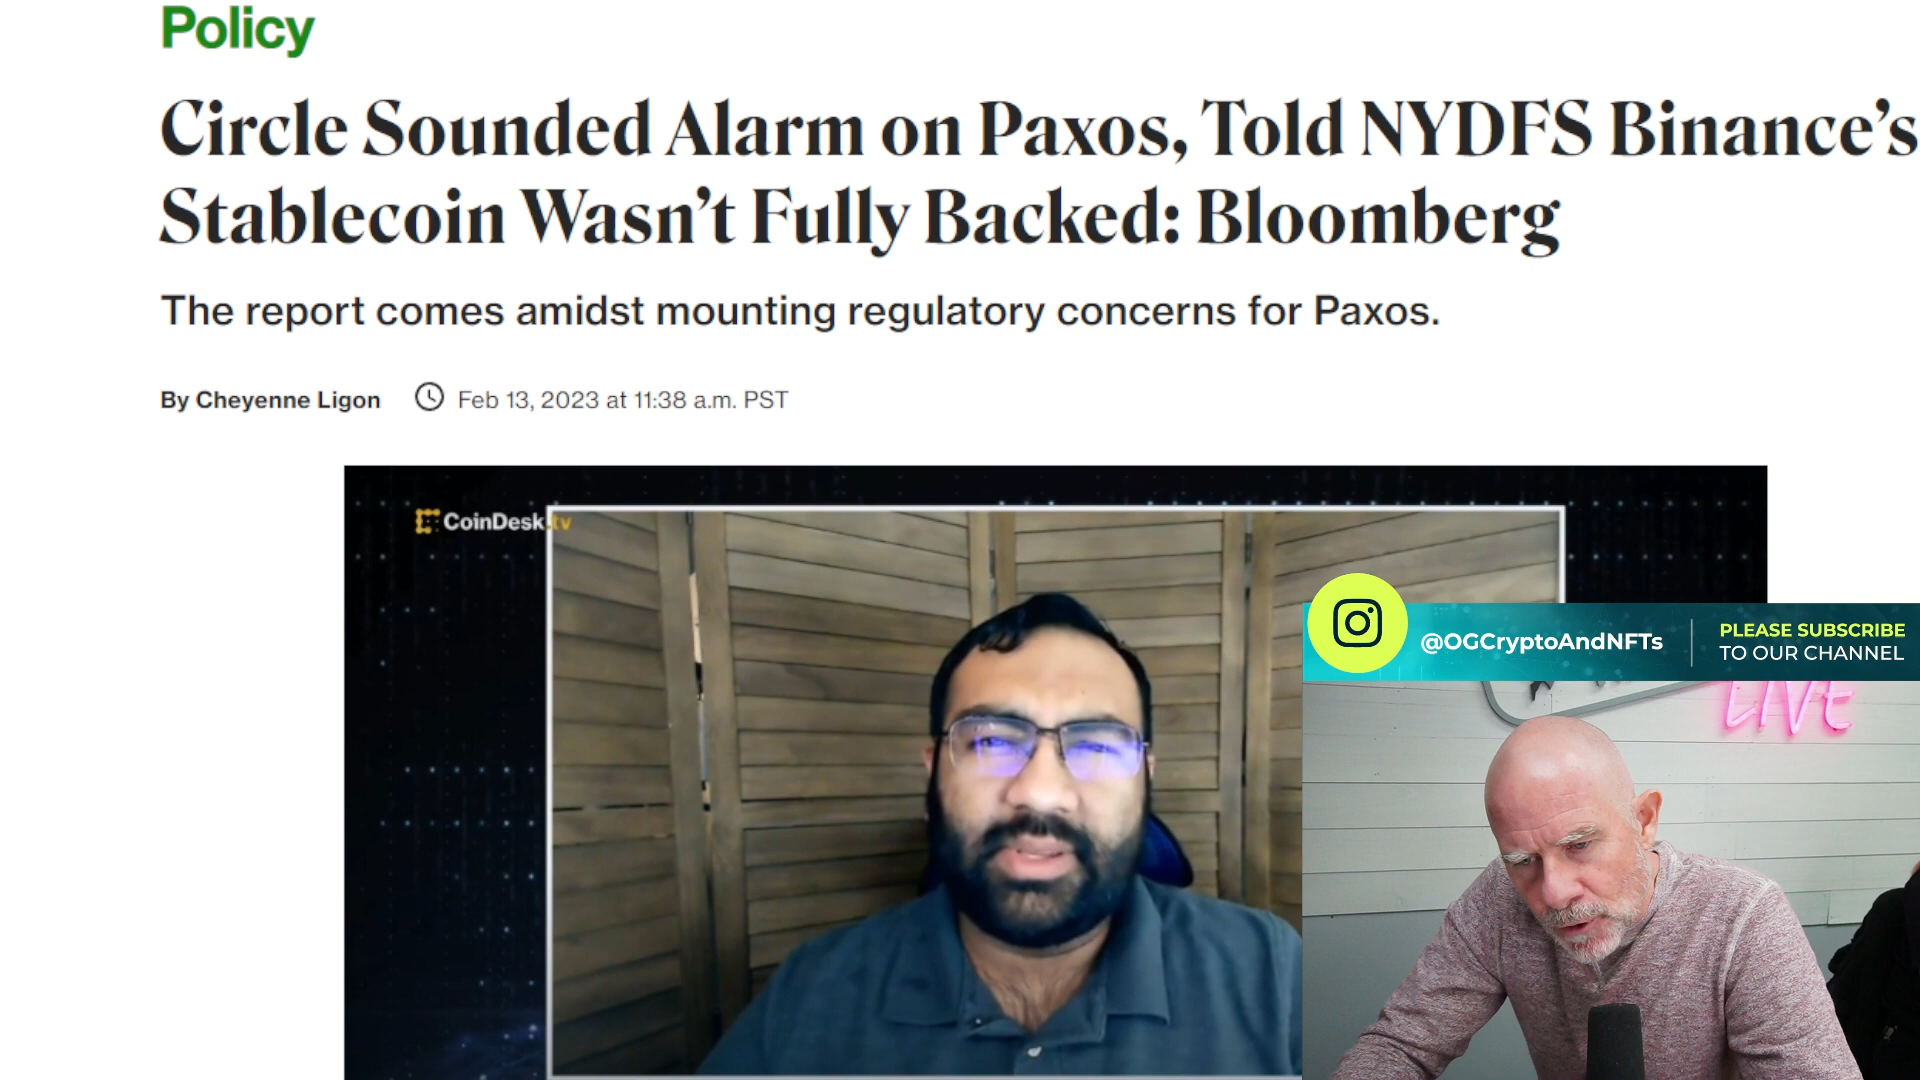 Policy
Circle Sounded Alarm on Paxos, Told NYDFS Binance’s
Stablecoin Wasn’t Fully Backed: Bloomberg
The report comes amidst mounting regulatory concerns for Paxos.
By Cheyenne Ligon Feb 13, 2023 at 11:38 a.m. PST
CoinDesk tv
@OGCryptoAndNFTs
PLEASE SUBSCRIBE
TO OUR CHANNEL
LIVE